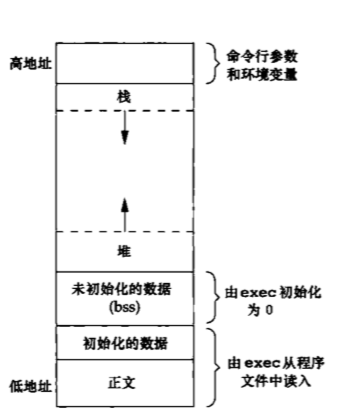 高地址
命令行参数
和环境变量
栈
堆
未初始化的数据
(bss)
由exec初始化
为 0
初始化的数据
由exec从程序
文件中读入
低地址
正文